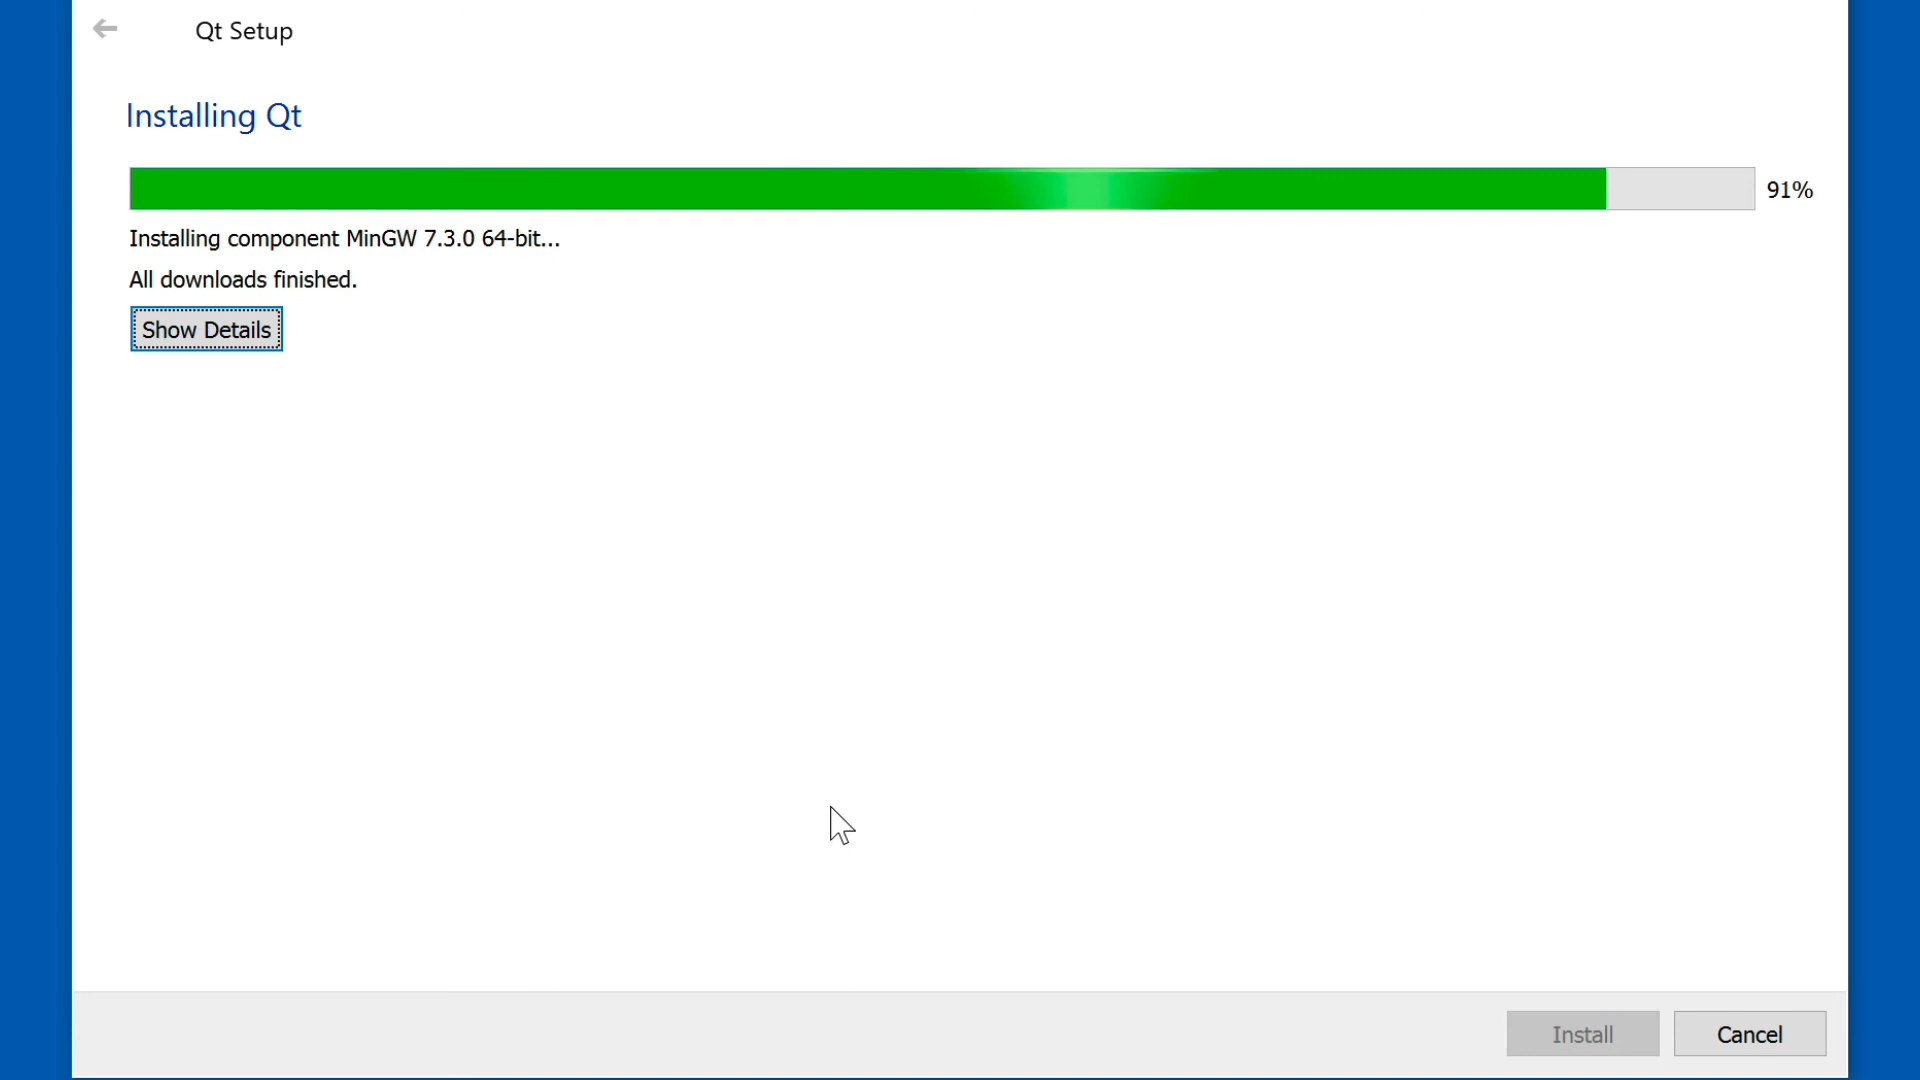 Qt Setup
Installing Qt
91%
Installing component MinGW 7.3.0 64-bit...
All downloads finished.
Show Details
Install
Cancel